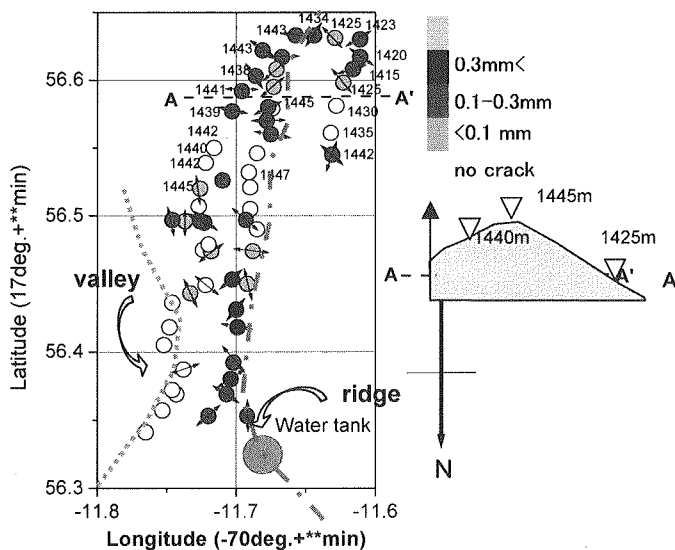 1434
1425
1443
1423
1443
1420
1438
1415
56.6
1441
1425
A
A'
1445
1439
1430
1442
1435
1440
1442
1442
1447
1445
56.5
valley
56.4
ridge
Water tank
56.3
-11.8
-11.7
-11.6
Latitude (17deg.+**min)
Longitude (-70deg.+**min)
0.3mm<
0.1-0.3mm
<0.1 mm
no crack
1445m
1440m
1425m
A
A'
A
N